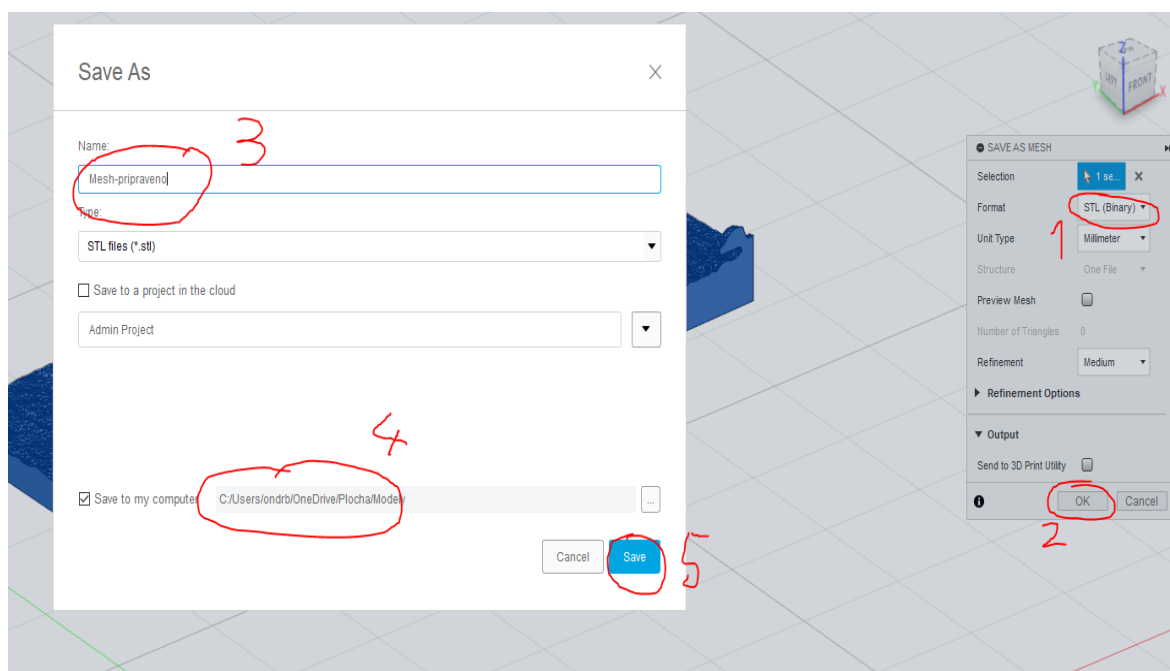 Save As
3
Name:
Mesh-pripraveno
Type:
STL files (*.stl)
Save to a project in the cloud
Admin Project
4
Save to my computer C:/Users/ondrb/OneDrive/Plocha/Modely ...
Cancel Save 5
Z
LEFT FRONT
Y X
SAVE AS MESH
Selection 1 se...
Format STL (Binary)
1
Unit Type Millimeter
Structure One File
Preview Mesh
Number of Triangles 0
Refinement Medium
Refinement Options
Output
Send to 3D Print Utility
OK Cancel
2